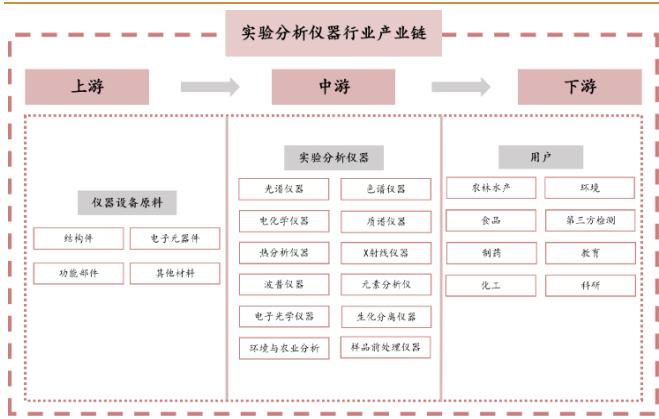 实验分析仪器行业产业链
上游
中游
下游
仪器设备原料
结构件
电子元器件
功能部件
其他材料
实验分析仪器
光谱仪器
色谱仪器
电化学仪器
质谱仪器
热分析仪器
X射线仪器
波普仪器
元素分析仪
电子光学仪器
生化分离仪器
环境与农业分析
样品前处理仪器
用户
农林水产
环境
食品
第三方检测
制药
教育
化工
科研